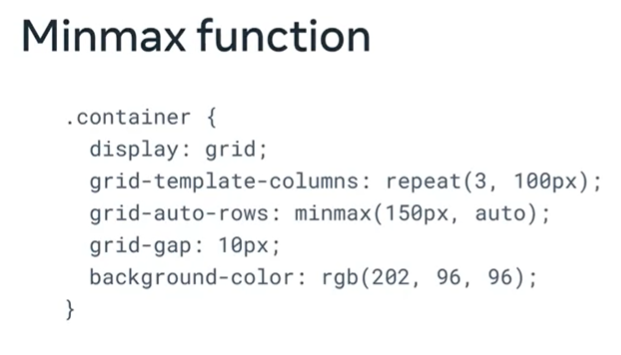 Minmax function
.container {
display: grid;
grid-template-columns: repeat(3, 100px);
grid-auto-rows: minmax(150px, auto);
grid-gap: 10px;
background-color: rgb(202, 96, 96);
}